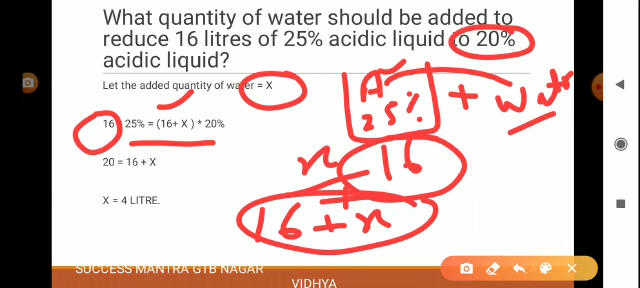 What quantity of water should be added to
reduce 16 litres of 25% acidic liquid to 20%
acidic liquid?
Let the added quantity of water = X
16 25% = (16+ X ) * 20%
20 = 16 + X
X = 4 LITRE.
A
25% + Water
x 16
+
16 + x
SUCCESS MANTRA GTB NAGAR
VIDHYA